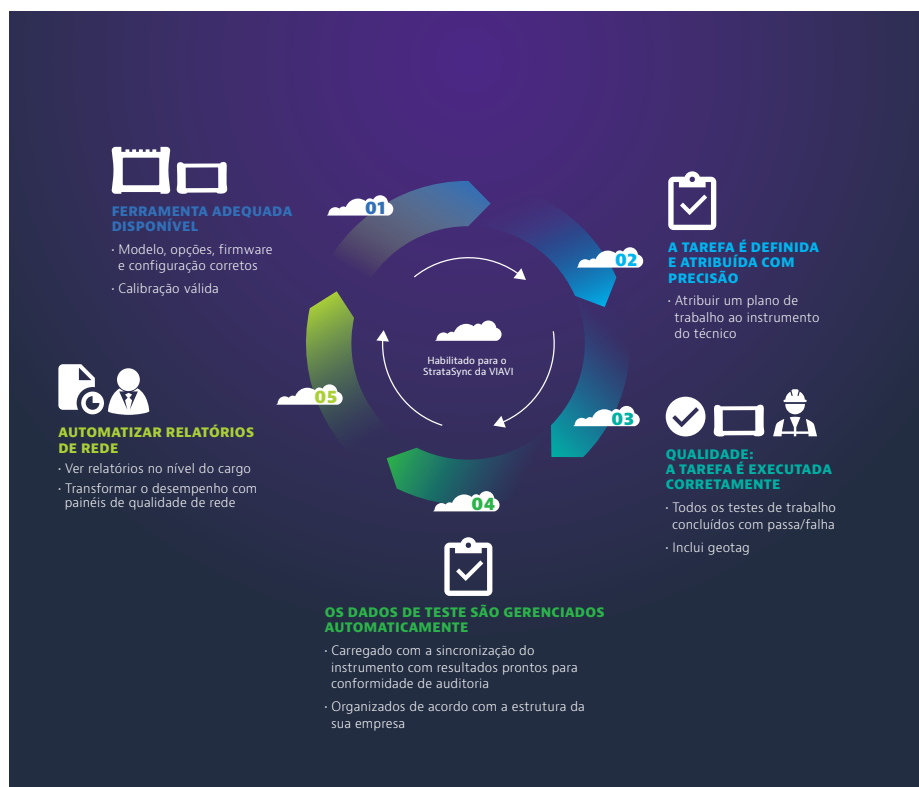 01
FERRAMENTA ADEQUADA
DISPONÍVEL
· Modelo, opções, firmware
e configuração corretos
· Calibração válida
02
A TAREFA É DEFINIDA
E ATRIBUÍDA COM
PRECISÃO
· Atribuir um plano de
trabalho ao instrumento
do técnico
Habilitado para o
StrataSync da VIAVI
03
QUALIDADE:
A TAREFA É EXECUTADA
CORRETAMENTE
· Todos os testes de trabalho
concluídos com passa/falha
· Inclui geotag
04
OS DADOS DE TESTE SÃO GERENCIADOS
AUTOMATICAMENTE
· Carregado com a sincronização do
instrumento com resultados prontos para
conformidade de auditoria
· Organizados de acordo com a estrutura da
sua empresa
05
AUTOMATIZAR RELATÓRIOS
DE REDE
· Ver relatórios no nível do cargo
· Transformar o desempenho com
painéis de qualidade de rede